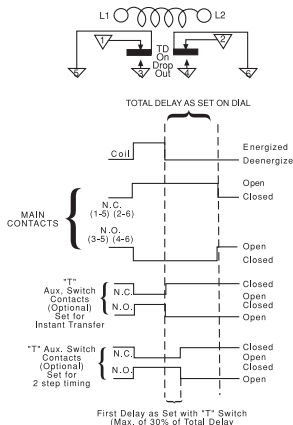 L1 L2
1 2
TD
On
Drop
Out
5 3 4 6
TOTAL DELAY AS SET ON DIAL
Coil
Energized
Deenergize
MAIN
CONTACTS
N.C.
(1-5) (2-6)
Open
Closed
N.O.
(3-5) (4-6)
Open
Closed
"T"
Aux. Switch
Contacts
(Optional)
Set for
Instant Transfer
N.C.
N.O.
Closed
Open
Closed
Open
"T" Aux. Switch
Contacts
(Optional)
Set for
2 step timing
N.C.
N.O.
Closed
Open
Closed
Open
First Delay as Set with "T" Switch
(Max. of 30% of Total Delay